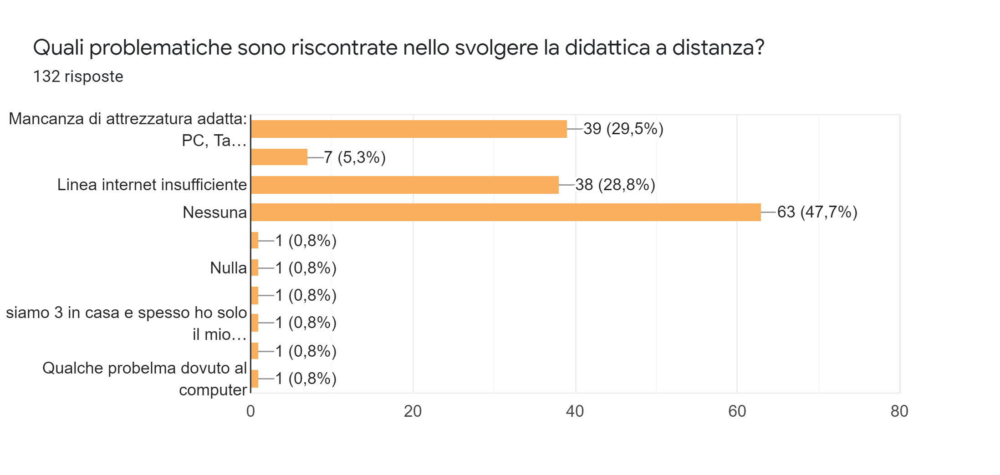 Quali problematiche sono riscontrate nello svolgere la didattica a distanza?
132 risposte
Mancanza di attrezzatura adatta:
PC, Ta…
39 (29,5%)
7 (5,3%)
Linea internet insufficiente
38 (28,8%)
Nessuna
63 (47,7%)
1 (0,8%)
Nulla
1 (0,8%)
1 (0,8%)
siamo 3 in casa e spesso ho solo
il mio…
1 (0,8%)
1 (0,8%)
Qualche probelma dovuto al
computer
1 (0,8%)
0 20 40 60 80